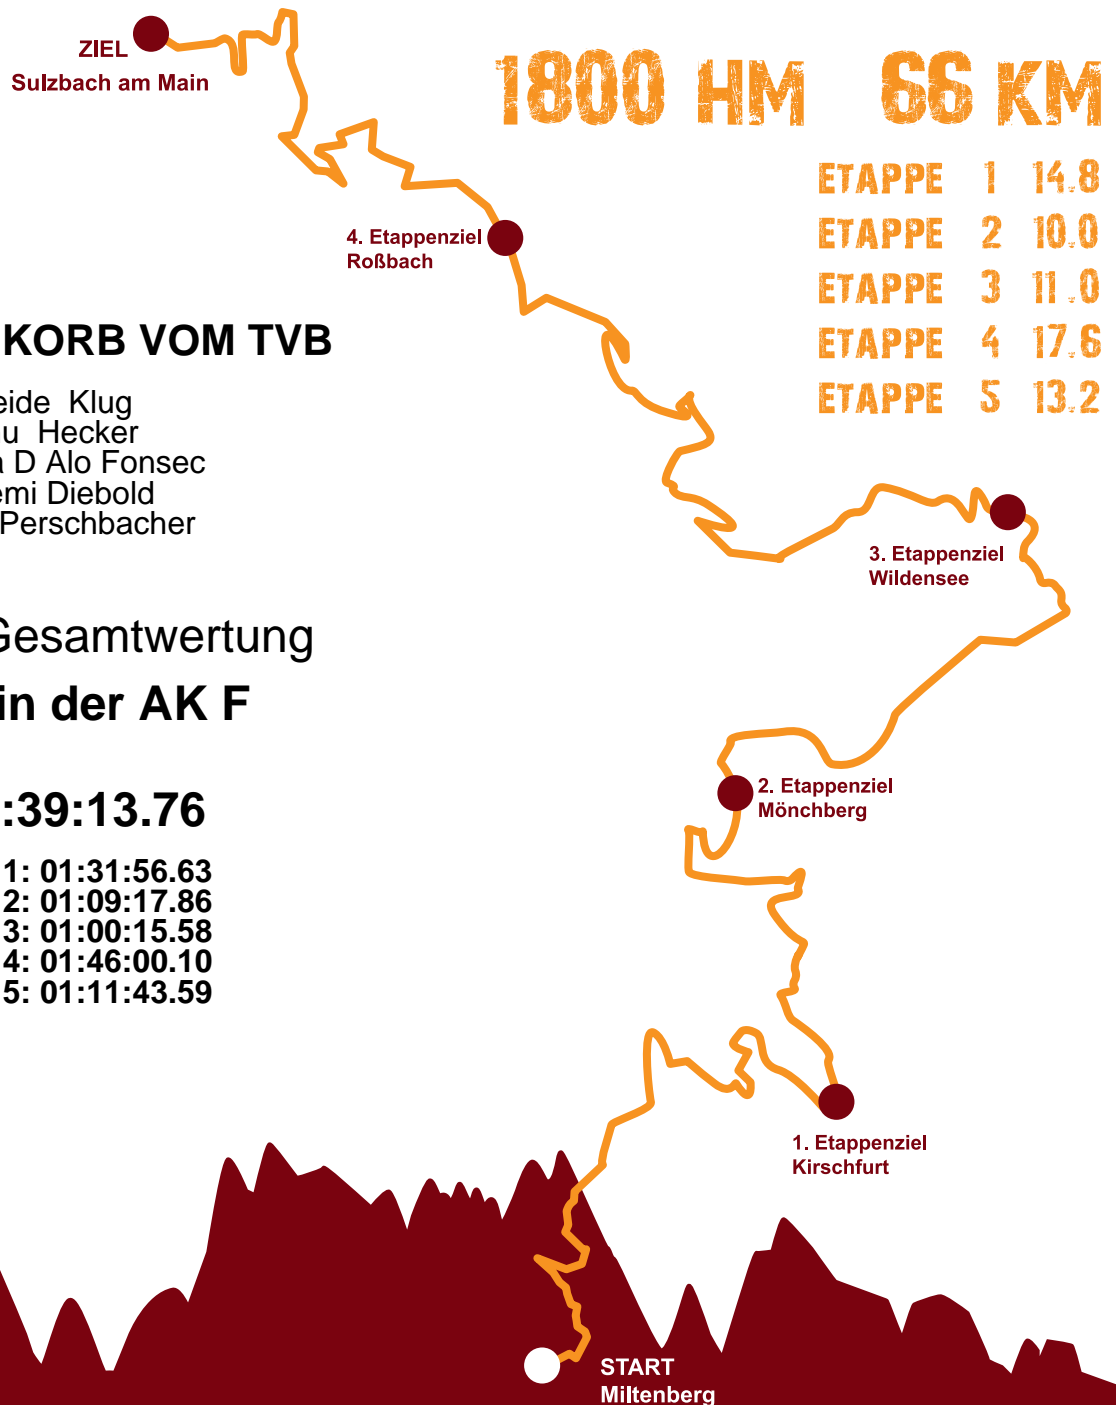 ZIEL
Sulzbach am Main
1800 HM 66 KM
ETAPPE 1 14.8
ETAPPE 2 10.0
ETAPPE 3 11.0
ETAPPE 4 17.6
ETAPPE 5 13.2
4. Etappenziel
Roßbach
KORB VOM TVB
eide Klug
u Hecker
a D Alo Fonsec
emi Diebold
Perschbacher
3. Etappenziel
Wildensee
Gesamtwertung
in der AK F
2. Etappenziel
Mönchberg
:39:13.76
1: 01:31:56.63
2: 01:09:17.86
3: 01:00:15.58
4: 01:46:00.10
5: 01:11:43.59
1. Etappenziel
Kirschfurt
START
Miltenberg